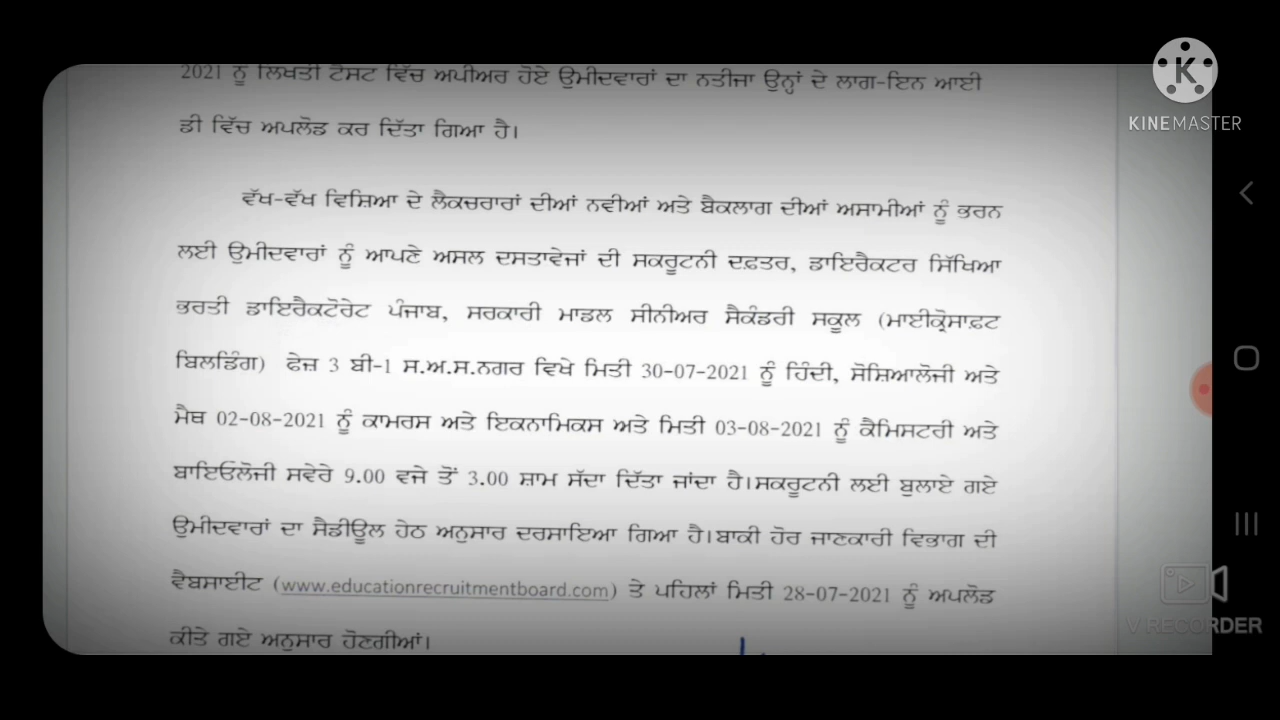 2021 ਨੂੰ ਲਿਖਤੀ ਟੈਸਟ ਵਿੱਚ ਅਪੀਅਰ ਹੋਏ ਉਮੀਦਵਾਰਾਂ ਦਾ ਨਤੀਜਾ ਉਨ੍ਹਾਂ ਦੇ ਲਾਗ-ਇਨ ਆਈ
ਡੀ ਵਿੱਚ ਅਪਲੋਡ ਕਰ ਦਿੱਤਾ ਗਿਆ ਹੈ।
ਵੱਖ-ਵੱਖ ਵਿਸ਼ਿਆ ਦੇ ਲੈਕਚਰਾਰਾਂ ਦੀਆਂ ਨਵੀਆਂ ਅਤੇ ਬੈਕਲਾਗ ਦੀਆਂ ਅਸਾਮੀਆਂ ਨੂੰ ਭਰਨ
ਲਈ ਉਮੀਦਵਾਰਾਂ ਨੂੰ ਆਪਣੇ ਅਸਲ ਦਸਤਾਵੇਜਾਂ ਦੀ ਸਕਰੂਟਨੀ ਦਫ਼ਤਰ, ਡਾਇਰੈਕਟਰ ਸਿੱਖਿਆ
ਭਰਤੀ ਡਾਇਰੈਕਟੋਰੇਟ ਪੰਜਾਬ, ਸਰਕਾਰੀ ਮਾਡਲ ਸੀਨੀਅਰ ਸੈਕੰਡਰੀ ਸਕੂਲ (ਮਾਈਕ੍ਰੋਸਾਫ਼ਟ
ਬਿਲਡਿੰਗ) ਫੇਜ਼ 3 ਬੀ-1 ਸ.ਅ.ਸ.ਨਗਰ ਵਿਖੇ ਮਿਤੀ 30-07-2021 ਨੂੰ ਹਿੰਦੀ, ਸੋਸ਼ਿਆਲੋਜੀ ਅਤੇ
ਮੈਥ 02-08-2021 ਨੂੰ ਕਾਮਰਸ ਅਤੇ ਇਕਨਾਮਿਕਸ ਅਤੇ ਮਿਤੀ 03-08-2021 ਨੂੰ ਕੈਮਿਸਟਰੀ ਅਤੇ
ਬਾਇਓਲੋਜੀ ਸਵੇਰੇ 9.00 ਵਜੇ ਤੋਂ 3.00 ਸ਼ਾਮ ਸੱਦਾ ਦਿੱਤਾ ਜਾਂਦਾ ਹੈ।ਸਕਰੂਟਨੀ ਲਈ ਬੁਲਾਏ ਗਏ
ਉਮੀਦਵਾਰਾਂ ਦਾ ਸੈਡੀਊਲ ਹੇਠ ਅਨੁਸਾਰ ਦਰਸਾਇਆ ਗਿਆ ਹੈ।ਬਾਕੀ ਹੋਰ ਜਾਣਕਾਰੀ ਵਿਭਾਗ ਦੀ
ਵੈਬਸਾਈਟ (www.educationrecruitmentboard.com) ਤੇ ਪਹਿਲਾਂ ਮਿਤੀ 28-07-2021 ਨੂੰ ਅਪਲੋਡ
ਕੀਤੇ ਗਏ ਅਨੁਸਾਰ ਹੋਣਗੀਆਂ।
K
KINEMASTER
V RECORDER